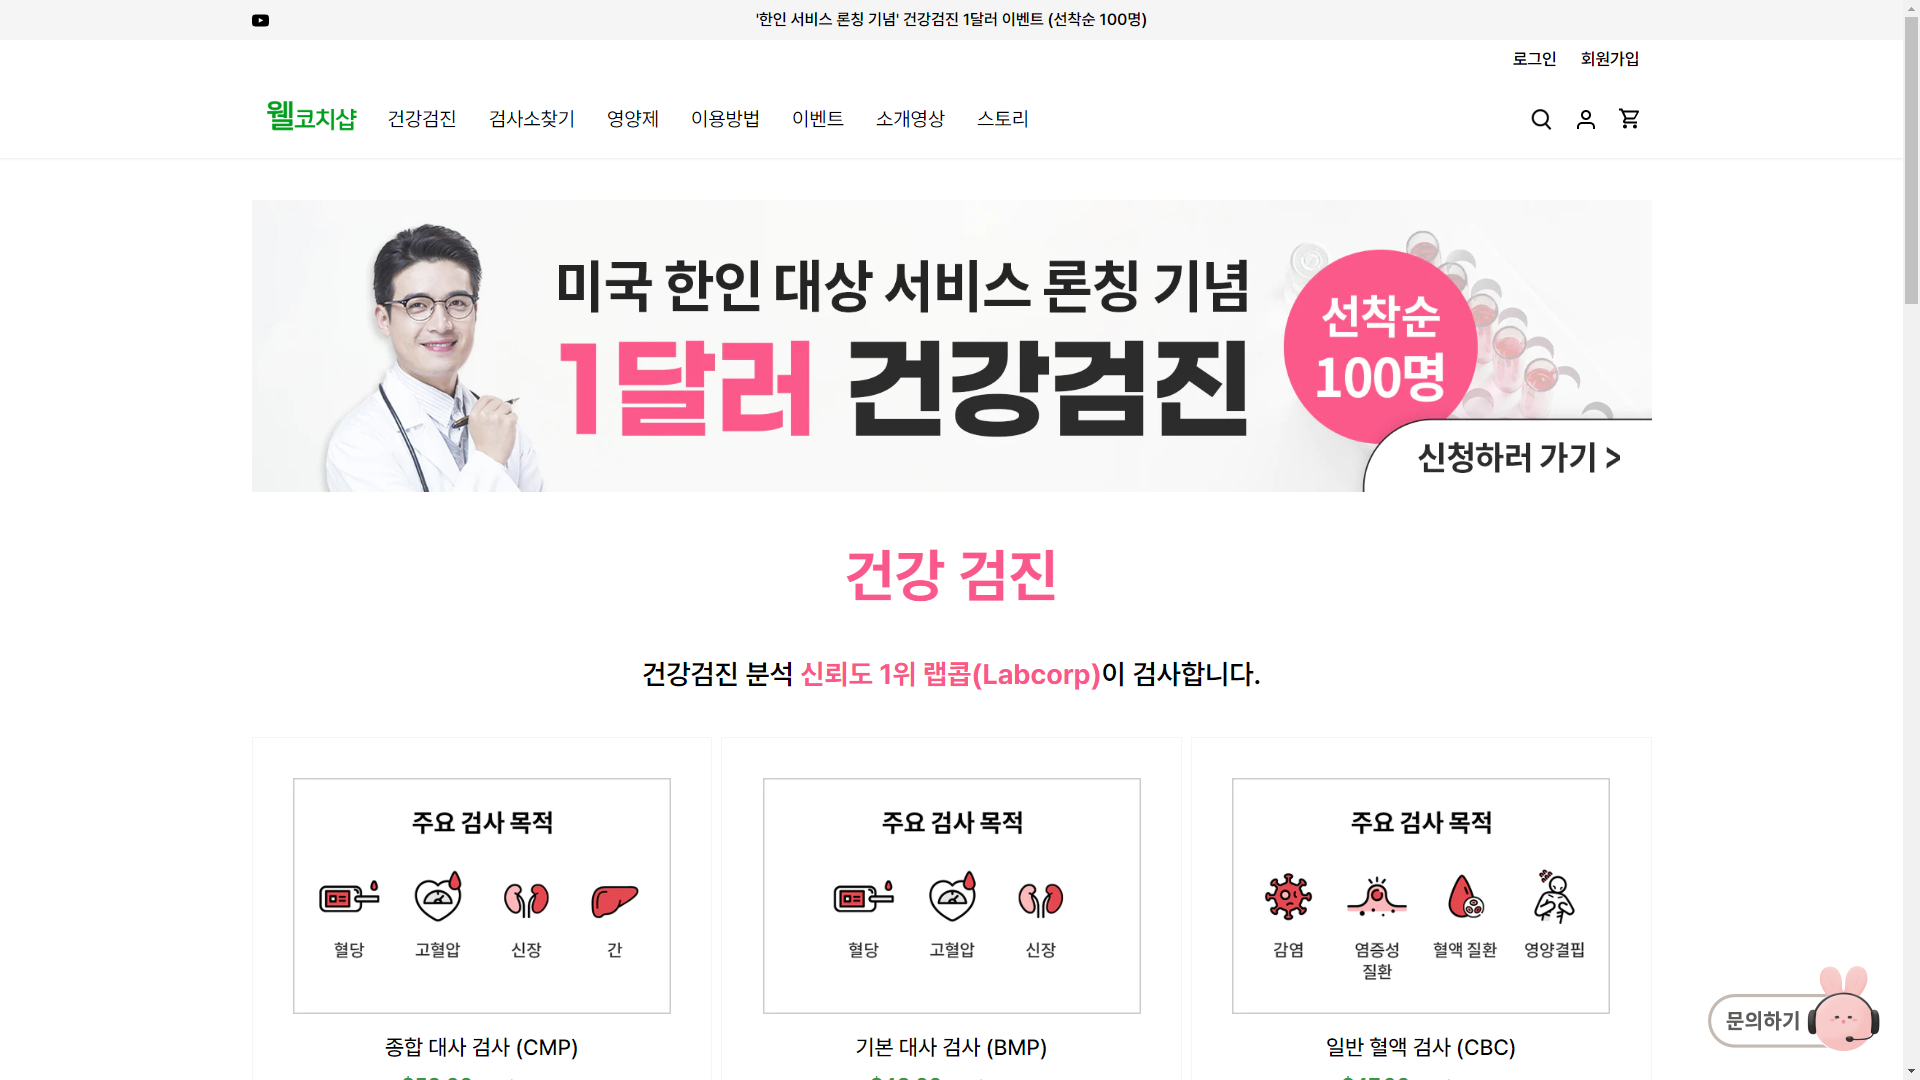 '한인 서비스 론칭 기념' 건강검진 1달러 이벤트 (선착순 100명)
로그인 회원가입
웰코치샵 건강검진 검사소찾기 영양제 이용방법 이벤트 소개영상 스토리
미국 한인 대상 서비스 론칭 기념
1달러 건강검진
선착순
100명
신청하러 가기 >
건강 검진
건강검진 분석 신뢰도 1위 랩콥(Labcorp)이 검사합니다.
주요 검사 목적
혈당 고혈압 신장 간
종합 대사 검사 (CMP)
주요 검사 목적
혈당 고혈압 신장
기본 대사 검사 (BMP)
주요 검사 목적
감염 염증성 질환 혈액 질환 영양결핍
일반 혈액 검사 (CBC)
문의하기